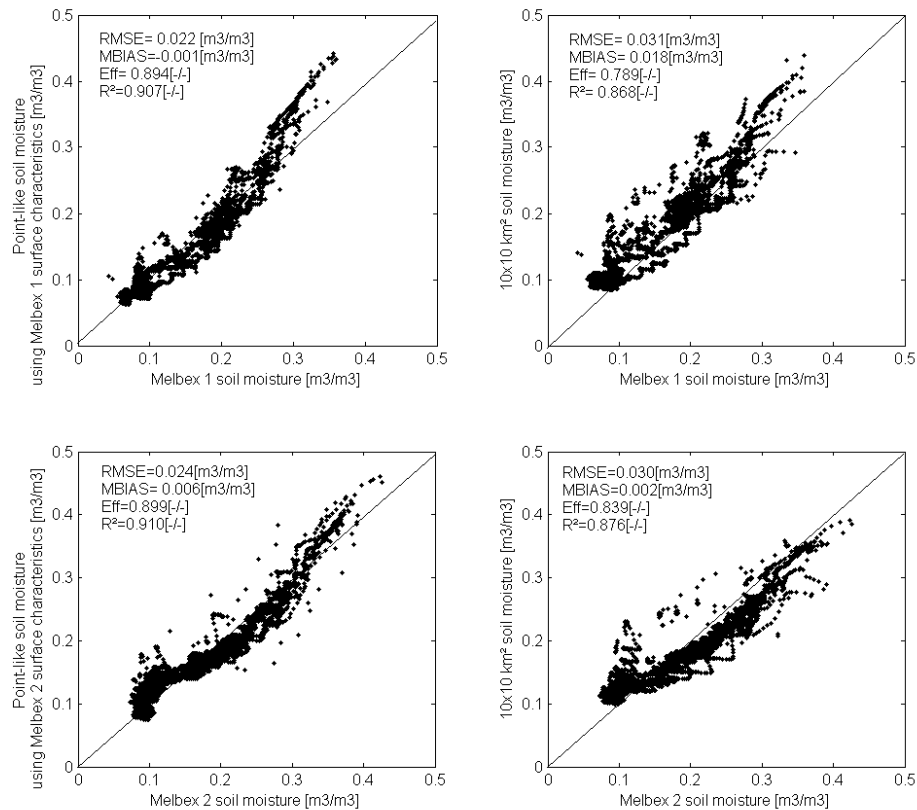 RMSE= 0.022 [m3/m3]
MBIAS=-0.001[m3/m3]
Eff= 0.894[-/-]
R²=0.907[-/-]
Point-like soil moisture
using Melbex 1 surface characteristics [m3/m3]
0.5
0.4
0.3
0.2
0.1
0
0
0.1
0.2
0.3
0.4
0.5
Melbex 1 soil moisture [m3/m3]
RMSE= 0.031[m3/m3]
MBIAS= 0.018[m3/m3]
Eff= 0.789[-/-]
R²= 0.868[-/-]
10x10 km² soil moisture [m3/m3]
0.5
0.4
0.3
0.2
0.1
0
0
0.1
0.2
0.3
0.4
0.5
Melbex 1 soil moisture [m3/m3]
RMSE=0.024[m3/m3]
MBIAS= 0.006[m3/m3]
Eff=0.899[-/-]
R²=0.910[-/-]
Point-like soil moisture
using Melbex 2 surface characteristics [m3/m3]
0.5
0.4
0.3
0.2
0.1
0
0
0.1
0.2
0.3
0.4
0.5
Melbex 2 soil moisture [m3/m3]
RMSE=0.030[m3/m3]
MBIAS=0.002[m3/m3]
Eff=0.839[-/-]
R²=0.876[-/-]
10x10 km² soil moisture [m3/m3]
0.5
0.4
0.3
0.2
0.1
0
0
0.1
0.2
0.3
0.4
0.5
Melbex 2 soil moisture [m3/m3]